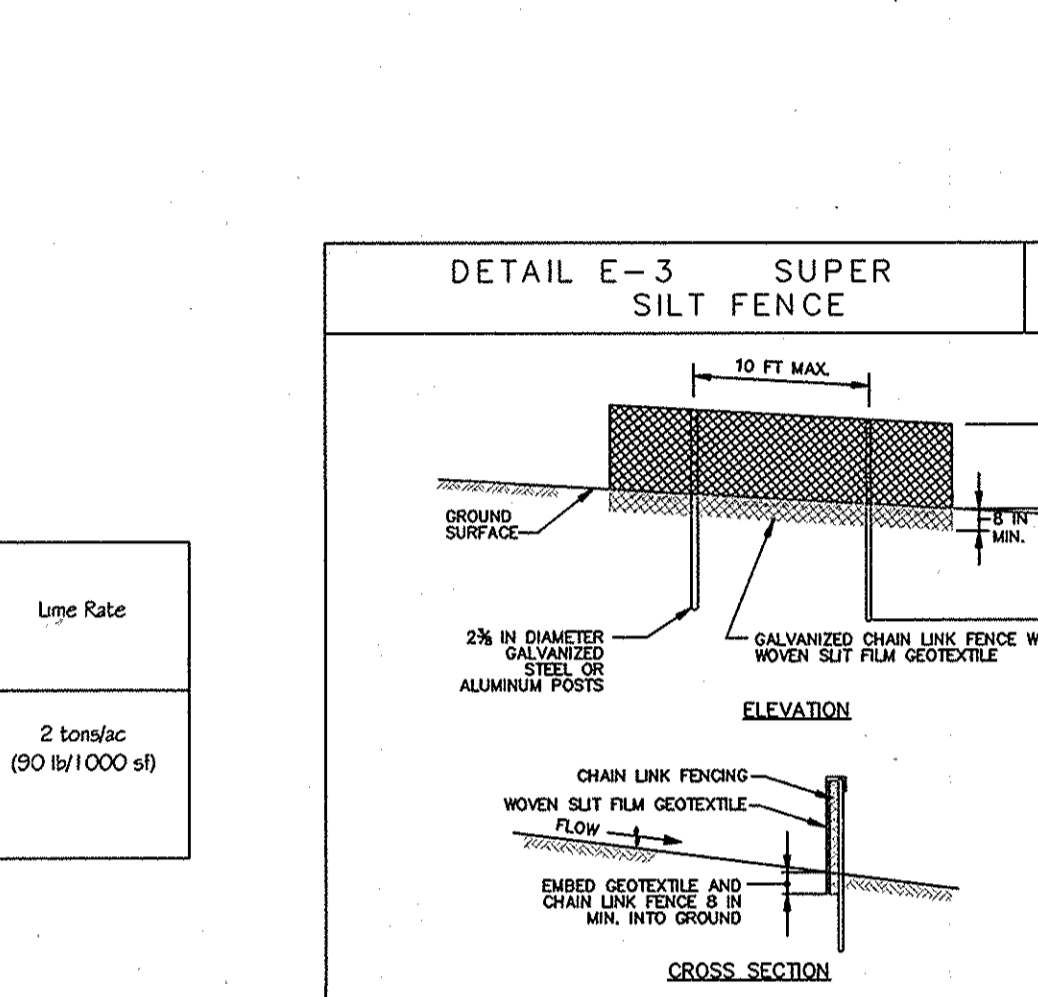 Lime Rate
2 tons/ac
(90 lb/1000 sf)
DETAIL E-3 SUPER
SILT FENCE
10 FT MAX.
GROUND
SURFACE
8 IN
MIN.
2⅜ IN DIAMETER
GALVANIZED
STEEL OR
ALUMINUM POSTS
GALVANIZED CHAIN LINK FENCE W
WOVEN SLIT FILM GEOTEXTILE
ELEVATION
CHAIN LINK FENCING
WOVEN SLIT FILM GEOTEXTILE
FLOW
EMBED GEOTEXTILE AND
CHAIN LINK FENCE 8 IN
MIN. INTO GROUND
CROSS SECTION